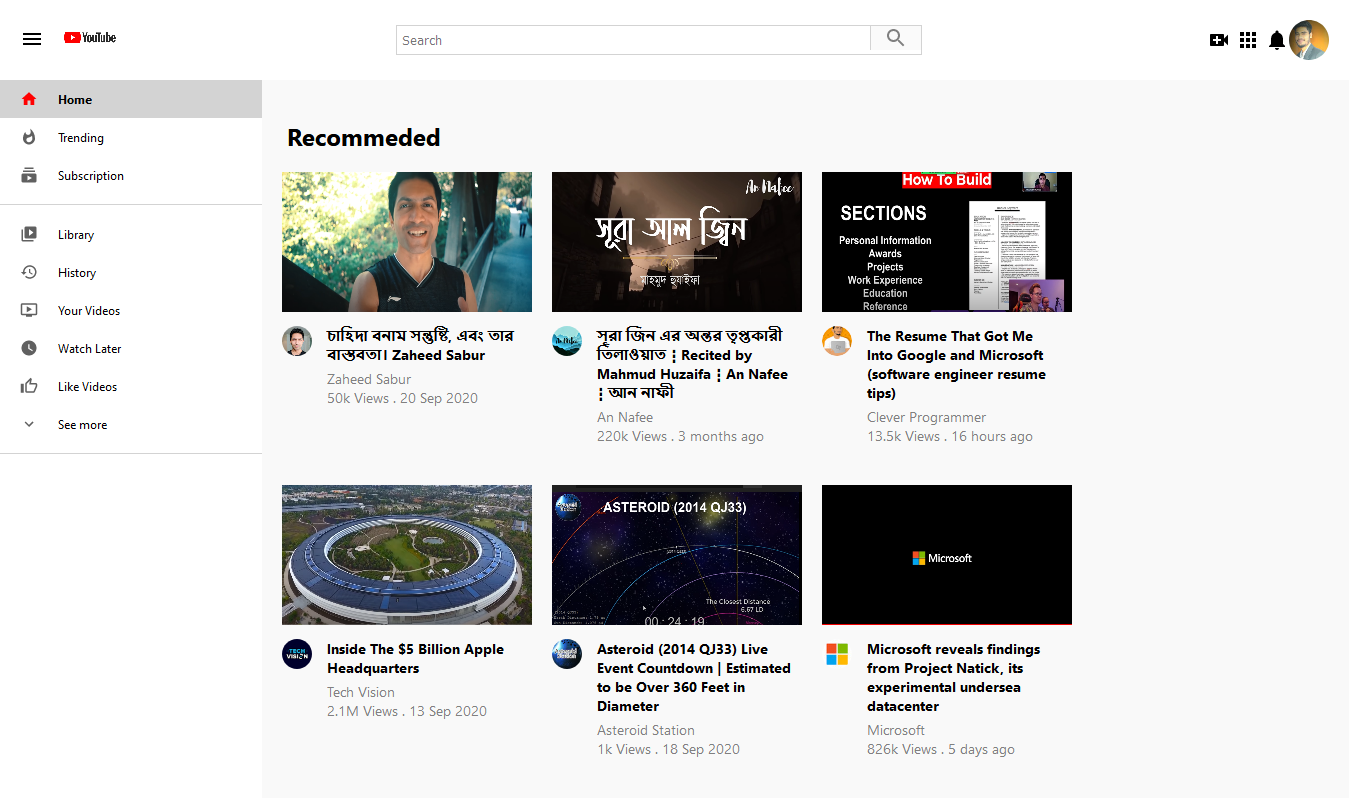 YouTube
Search
Home
Trending
Subscription
Library
History
Your Videos
Watch Later
Like Videos
See more
Recommeded
An Nafee
সূরা আল জ্বিন
মাহমুদ হুযাইফা
How To Build
SECTIONS
Personal Information
Awards
Projects
Work Experience
Education
Reference
চাহিদা বনাম সন্তুষ্টি, এবং তার
বাস্তবতা। Zaheed Sabur
Zaheed Sabur
50k Views . 20 Sep 2020
An Nafee
সূরা জিন এর অন্তর তৃপ্তকারী
তিলাওয়াত ┇ Recited by
Mahmud Huzaifa ┇ An Nafee
┇ আন নাফী
An Nafee
220k Views . 3 months ago
The Resume That Got Me
Into Google and Microsoft
(software engineer resume
tips)
Clever Programmer
13.5k Views . 16 hours ago
ASTEROID (2014 QJ33)
The Closest Distance
6.67 LD
00 : 24 : 19
Microsoft
TECH
VISION
Inside The $5 Billion Apple
Headquarters
Tech Vision
2.1M Views . 13 Sep 2020
Asteroid (2014 QJ33) Live
Event Countdown | Estimated
to be Over 360 Feet in
Diameter
Asteroid Station
1k Views . 18 Sep 2020
Microsoft reveals findings
from Project Natick, its
experimental undersea
datacenter
Microsoft
826k Views . 5 days ago